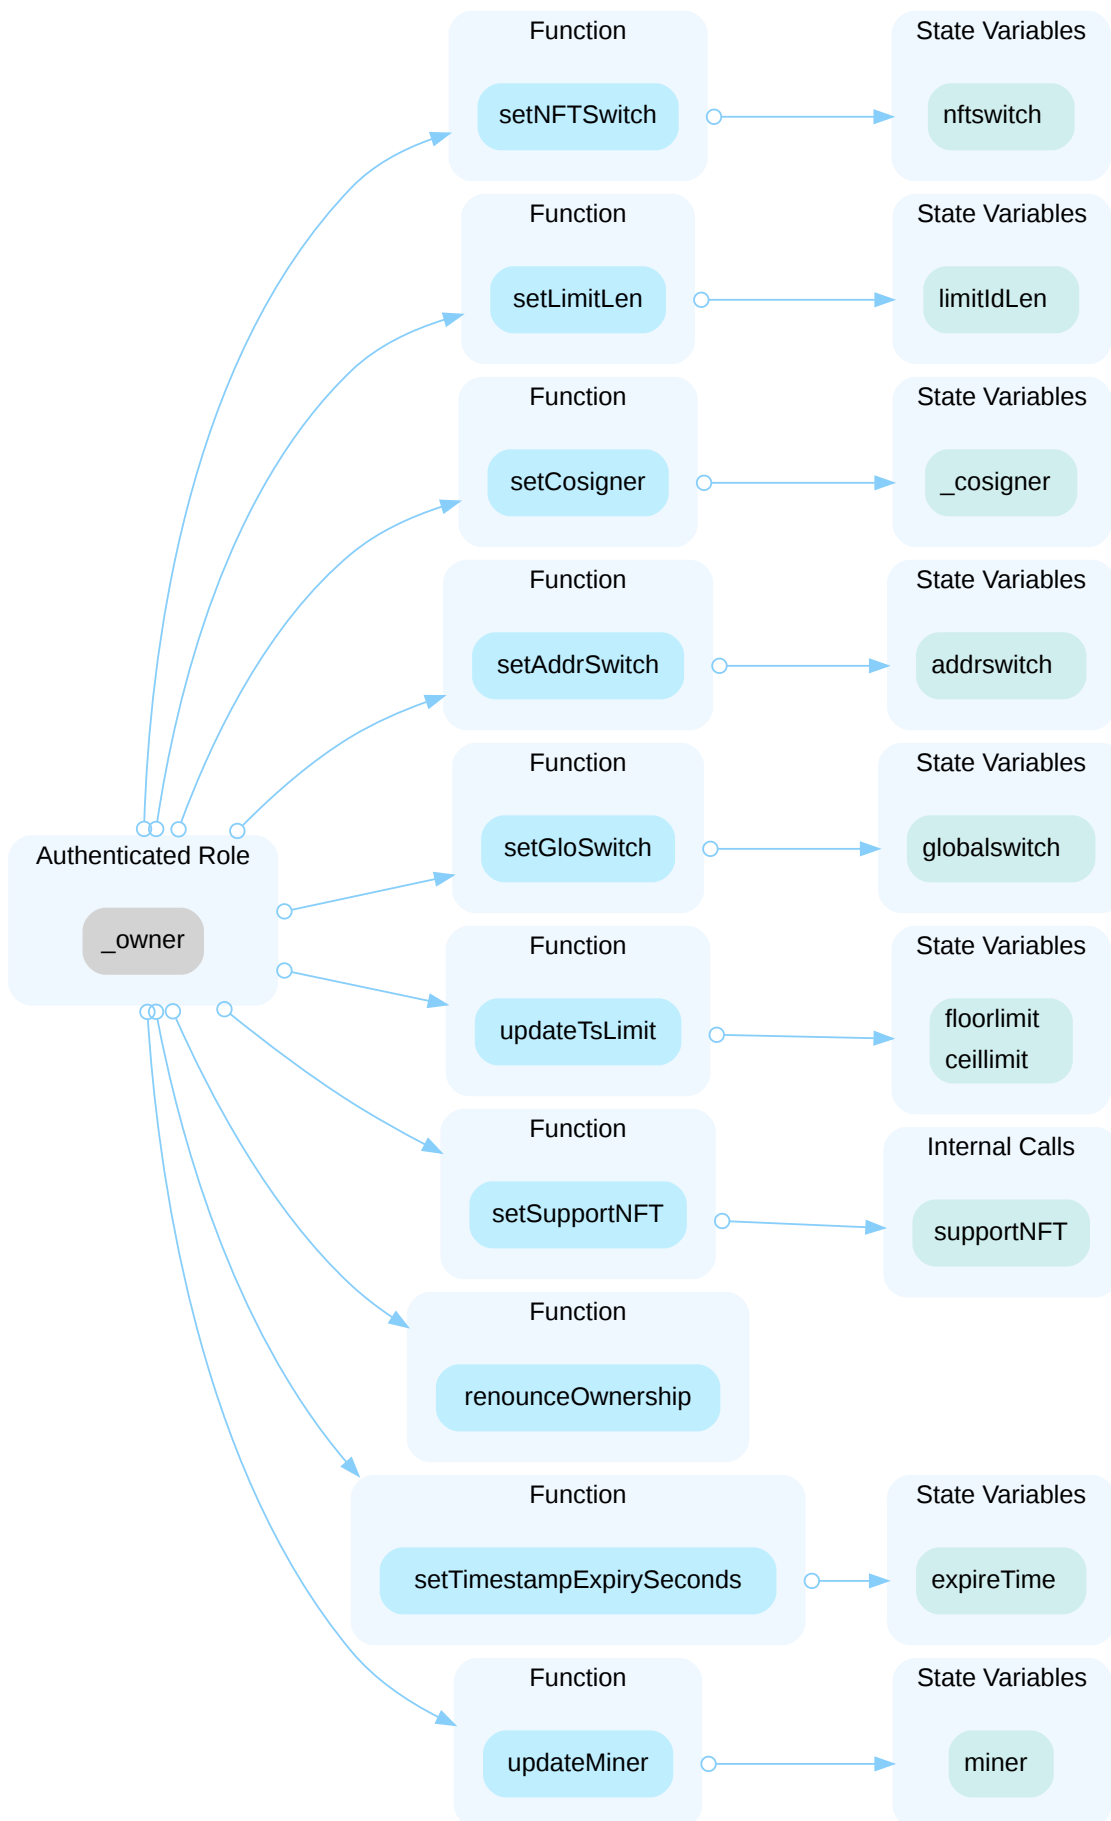 Function
State Variables
setNFTSwitch
nftswitch
Function
State Variables
setLimitLen
limitIdLen
Function
State Variables
setCosigner
_cosigner
Function
State Variables
setAddrSwitch
addrswitch
Function
State Variables
setGloSwitch
globalswitch
Authenticated Role
_owner
Function
State Variables
updateTsLimit
floorlimit
ceillimit
Function
Internal Calls
setSupportNFT
supportNFT
Function
renounceOwnership
Function
State Variables
setTimestampExpirySeconds
expireTime
Function
State Variables
updateMiner
miner